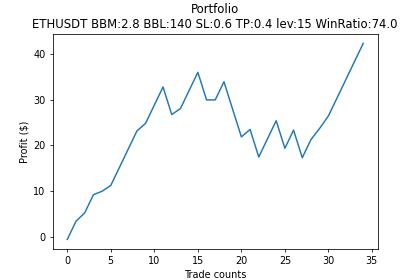 Portfolio
ETHUSDT BBM:2.8 BBL:140 SL:0.6 TP:0.4 lev:15 WinRatio:74.0
Profit ($)
40
30
20
10
0
0 5 10 15 20 25 30 35
Trade counts